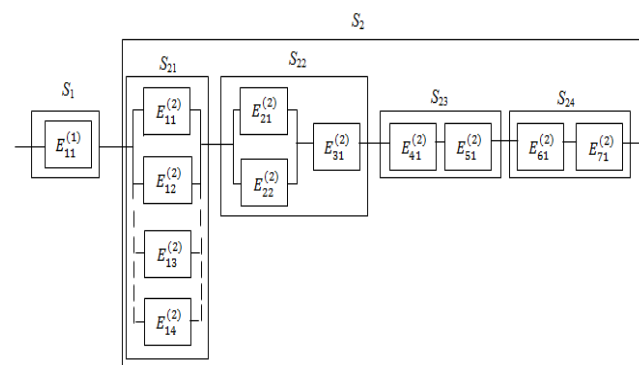 S₂
S₁
S₂₁
S₂₂
S₂₃
S₂₄
E₁₁⁽¹⁾
E₁₁⁽²⁾
E₁₂⁽²⁾
E₁₃⁽²⁾
E₁₄⁽²⁾
E₂₁⁽²⁾
E₂₂⁽²⁾
E₃₁⁽²⁾
E₄₁⁽²⁾
E₅₁⁽²⁾
E₆₁⁽²⁾
E₇₁⁽²⁾